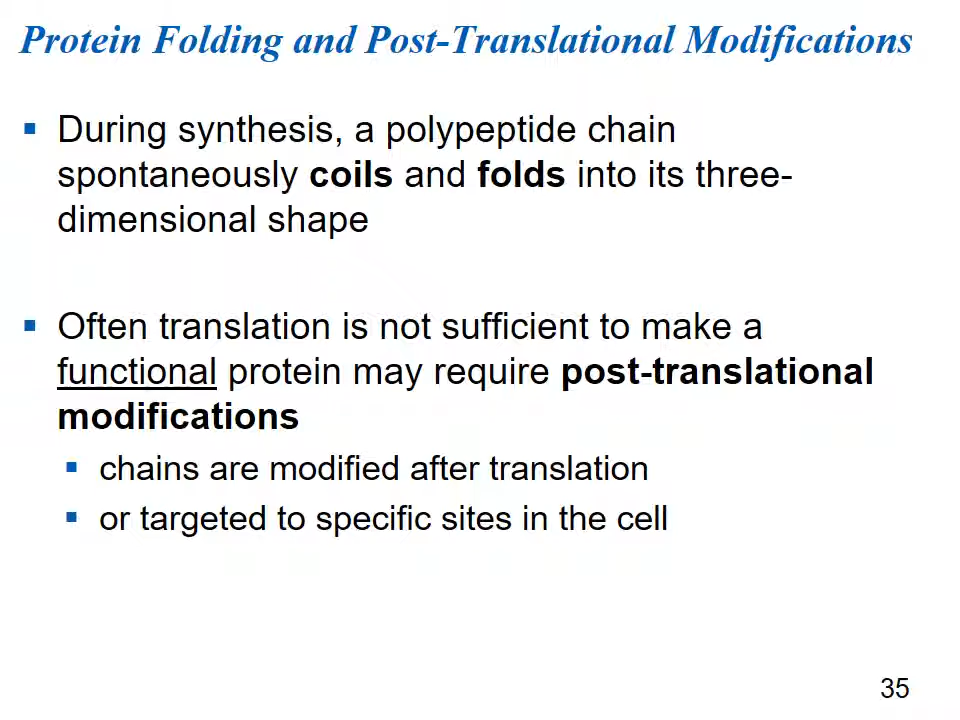 Protein Folding and Post-Translational Modifications
▪ During synthesis, a polypeptide chain
spontaneously coils and folds into its three-
dimensional shape
▪ Often translation is not sufficient to make a
functional protein may require post-translational
modifications
▪ chains are modified after translation
▪ or targeted to specific sites in the cell
35